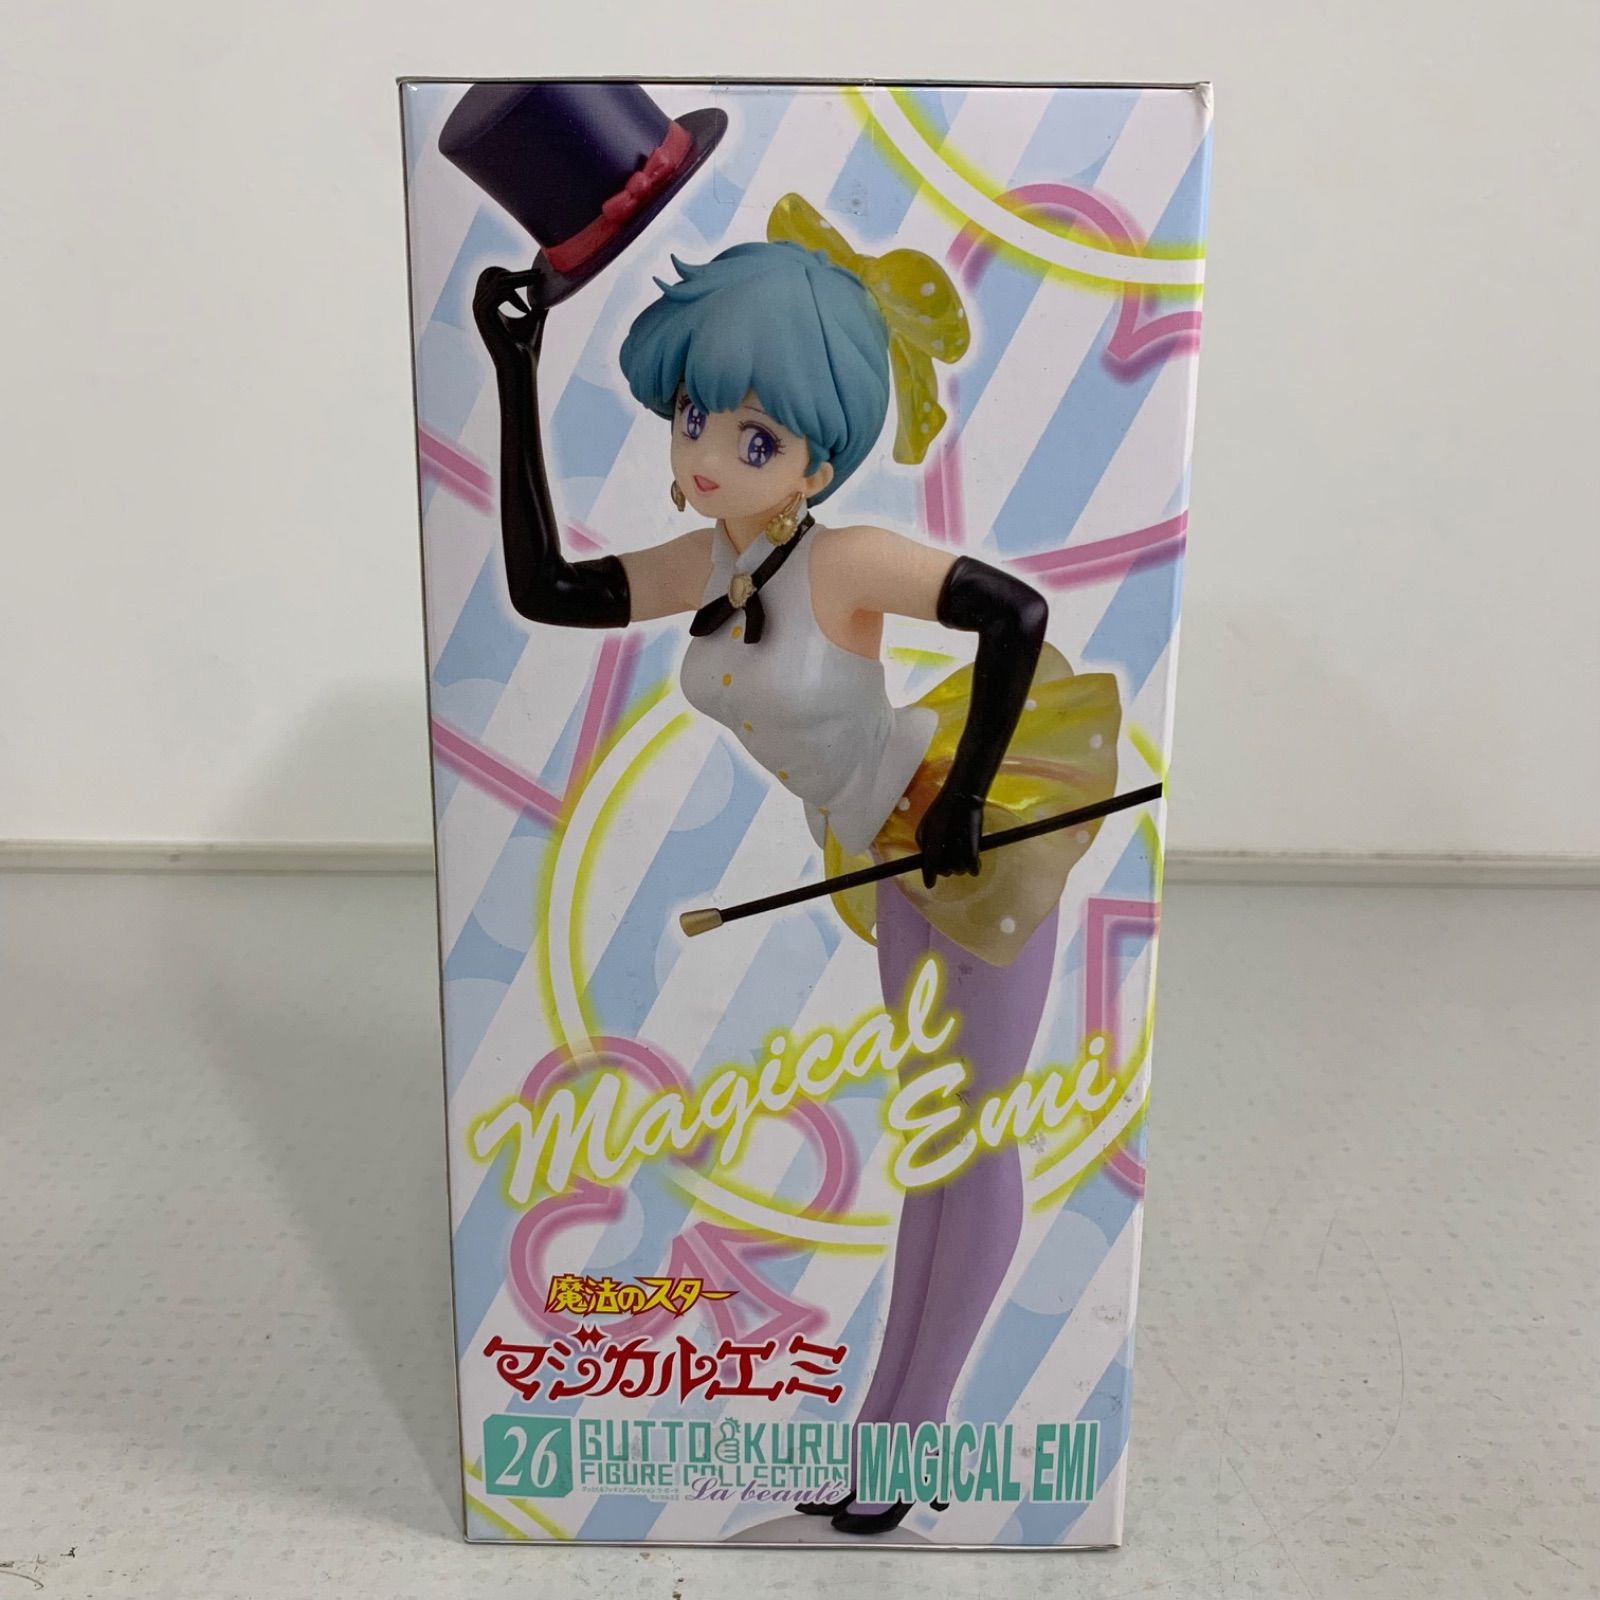 Magical
Emi
魔法のスター
マジカルエミ
26 GUTTO KURU MAGICAL EMI
FIGURE COLLECTION
La beauté